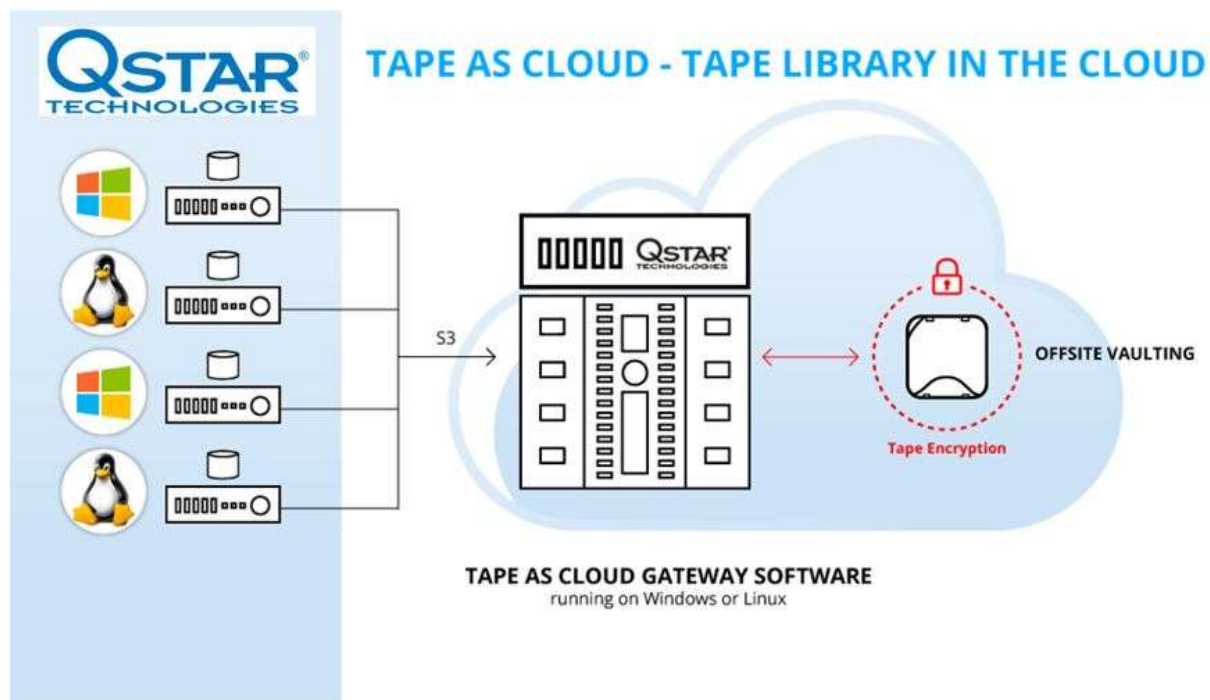 QSTAR®
TECHNOLOGIES
TAPE AS CLOUD - TAPE LIBRARY IN THE CLOUD
QSTAR
TECHNOLOGIES
S3
OFFSITE VAULTING
Tape Encryption
TAPE AS CLOUD GATEWAY SOFTWARE
running on Windows or Linux